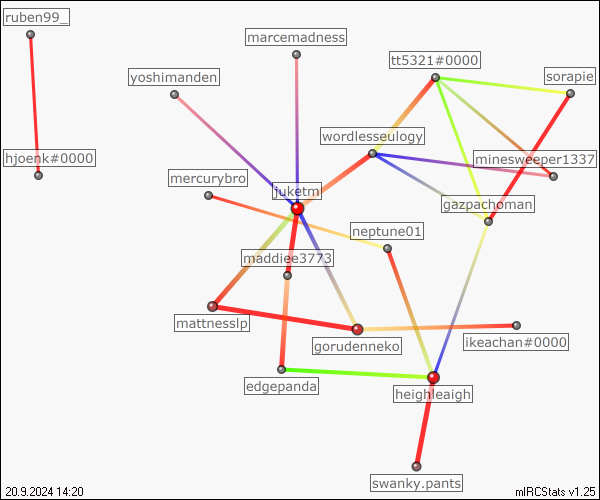 ruben99_
marcemadness
tt5321#0000
yoshimanden
sorapie
wordlesseulogy
hjoenk#0000
minesweeper1337
mercurybro
juketm
gazpachoman
neptune01
maddiee3773
mattnesslp
gorudenneko
ikeachan#0000
edgepanda
heighleaigh
swanky.pants
20.9.2024 14:20
mIRCStats v1.25